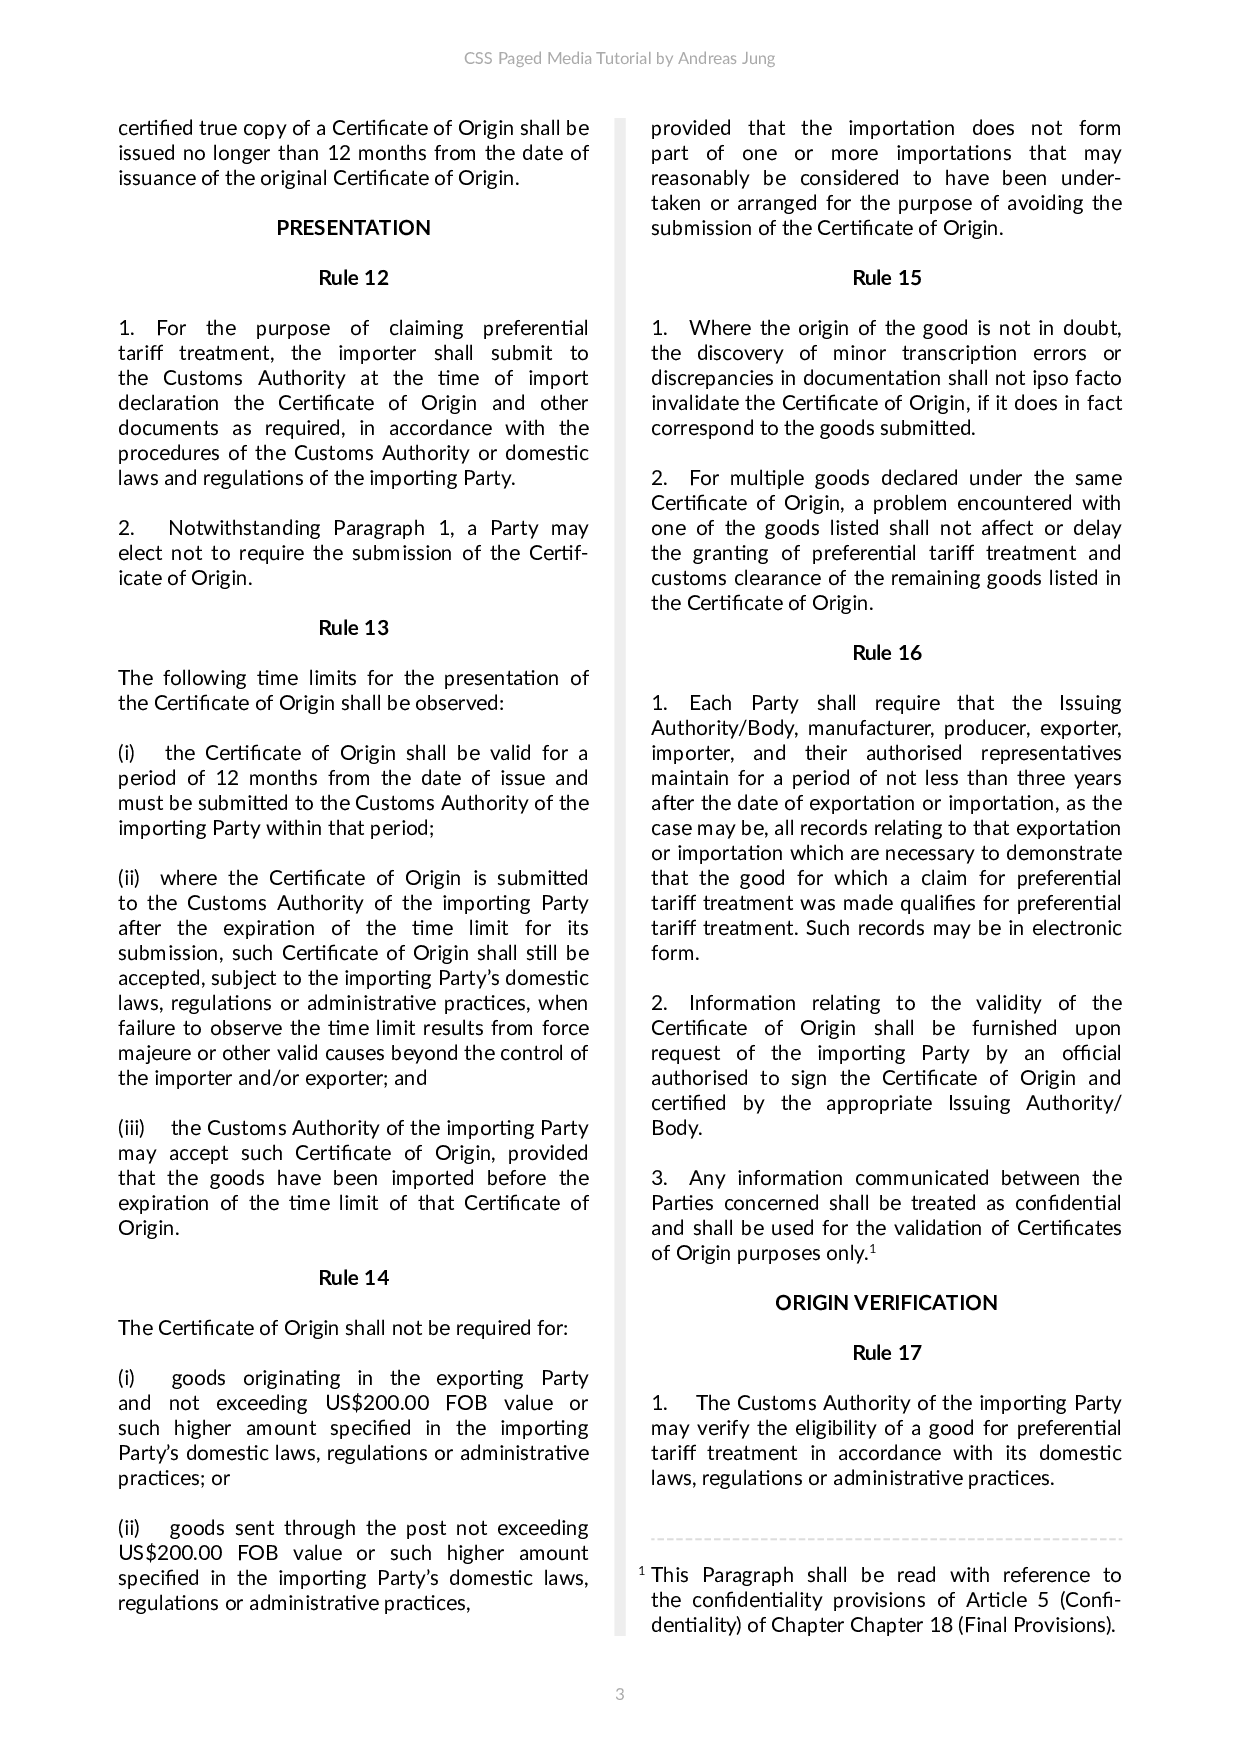 CSS Paged Media Tutorial by Andreas Jung
certified true copy of a Certificate of Origin shall be
issued no longer than 12 months from the date of
issuance of the original Certificate of Origin.
PRESENTATION
Rule 12
1. For the purpose of claiming preferential
tariff treatment, the importer shall submit to
the Customs Authority at the time of import
declaration the Certificate of Origin and other
documents as required, in accordance with the
procedures of the Customs Authority or domestic
laws and regulations of the importing Party.
2. Notwithstanding Paragraph 1, a Party may
elect not to require the submission of the Certif-
icate of Origin.
Rule 13
The following time limits for the presentation of
the Certificate of Origin shall be observed:
(i) the Certificate of Origin shall be valid for a
period of 12 months from the date of issue and
must be submitted to the Customs Authority of the
importing Party within that period;
(ii) where the Certificate of Origin is submitted
to the Customs Authority of the importing Party
after the expiration of the time limit for its
submission, such Certificate of Origin shall still be
accepted, subject to the importing Party’s domestic
laws, regulations or administrative practices, when
failure to observe the time limit results from force
majeure or other valid causes beyond the control of
the importer and/or exporter; and
(iii) the Customs Authority of the importing Party
may accept such Certificate of Origin, provided
that the goods have been imported before the
expiration of the time limit of that Certificate of
Origin.
Rule 14
The Certificate of Origin shall not be required for:
(i) goods originating in the exporting Party
and not exceeding US$200.00 FOB value or
such higher amount specified in the importing
Party’s domestic laws, regulations or administrative
practices; or
(ii) goods sent through the post not exceeding
US$200.00 FOB value or such higher amount
specified in the importing Party’s domestic laws,
regulations or administrative practices,
provided that the importation does not form
part of one or more importations that may
reasonably be considered to have been under-
taken or arranged for the purpose of avoiding the
submission of the Certificate of Origin.
Rule 15
1. Where the origin of the good is not in doubt,
the discovery of minor transcription errors or
discrepancies in documentation shall not ipso facto
invalidate the Certificate of Origin, if it does in fact
correspond to the goods submitted.
2. For multiple goods declared under the same
Certificate of Origin, a problem encountered with
one of the goods listed shall not affect or delay
the granting of preferential tariff treatment and
customs clearance of the remaining goods listed in
the Certificate of Origin.
Rule 16
1. Each Party shall require that the Issuing
Authority/Body, manufacturer, producer, exporter,
importer, and their authorised representatives
maintain for a period of not less than three years
after the date of exportation or importation, as the
case may be, all records relating to that exportation
or importation which are necessary to demonstrate
that the good for which a claim for preferential
tariff treatment was made qualifies for preferential
tariff treatment. Such records may be in electronic
form.
2. Information relating to the validity of the
Certificate of Origin shall be furnished upon
request of the importing Party by an official
authorised to sign the Certificate of Origin and
certified by the appropriate Issuing Authority/
Body.
3. Any information communicated between the
Parties concerned shall be treated as confidential
and shall be used for the validation of Certificates
of Origin purposes only.¹
ORIGIN VERIFICATION
Rule 17
1. The Customs Authority of the importing Party
may verify the eligibility of a good for preferential
tariff treatment in accordance with its domestic
laws, regulations or administrative practices.
¹ This Paragraph shall be read with reference to
the confidentiality provisions of Article 5 (Confi-
dentiality) of Chapter Chapter 18 (Final Provisions).
3